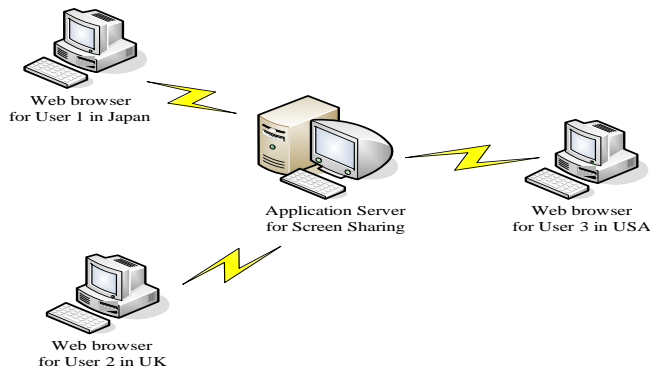 Web browser
for User 1 in Japan
Application Server
for Screen Sharing
Web browser
for User 3 in USA
Web browser
for User 2 in UK